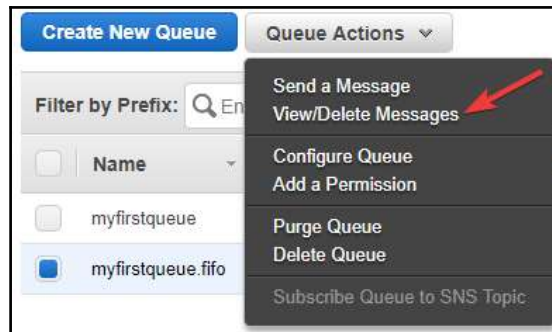 Create New Queue
Queue Actions
Filter by Prefix: En
Send a Message
View/Delete Messages
Name
Configure Queue
Add a Permission
myfirstqueue
Purge Queue
myfirstqueue.fifo
Delete Queue
Subscribe Queue to SNS Topic